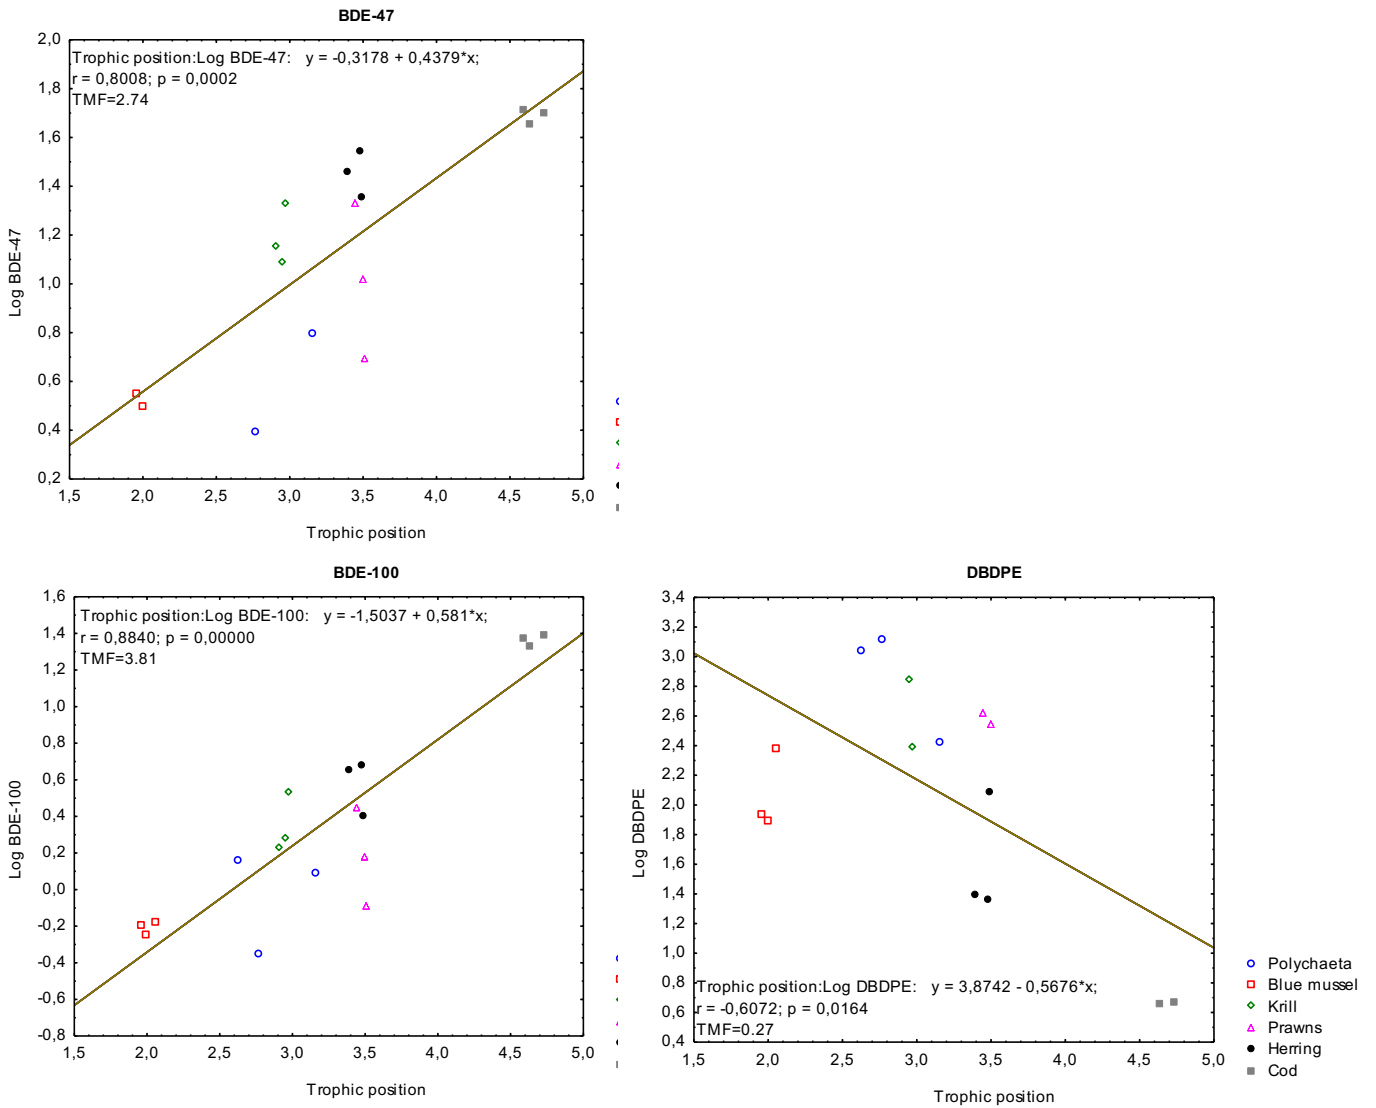 BDE-47
Trophic position:Log BDE-47: y = -0,3178 + 0,4379*x;
r = 0,8008; p = 0,0002
TMF=2.74
2,0
1,8
1,6
1,4
1,2
1,0
0,8
0,6
0,4
0,2
Log BDE-47
1,5 2,0 2,5 3,0 3,5 4,0 4,5 5,0
Trophic position
BDE-100
Trophic position:Log BDE-100: y = -1,5037 + 0,581*x;
r = 0,8840; p = 0,00000
TMF=3.81
1,6
1,4
1,2
1,0
0,8
0,6
0,4
0,2
0,0
-0,2
-0,4
-0,6
-0,8
Log BDE-100
1,5 2,0 2,5 3,0 3,5 4,0 4,5 5,0
Trophic position
DBDPE
3,4
3,2
3,0
2,8
2,6
2,4
2,2
2,0
1,8
1,6
1,4
1,2
1,0
0,8
0,6
0,4
Log DBDPE
Trophic position:Log DBDPE: y = 3,8742 - 0,5676*x;
r = -0,6072; p = 0,0164
TMF=0.27
1,5 2,0 2,5 3,0 3,5 4,0 4,5 5,0
Trophic position
Polychaeta
Blue mussel
Krill
Prawns
Herring
Cod